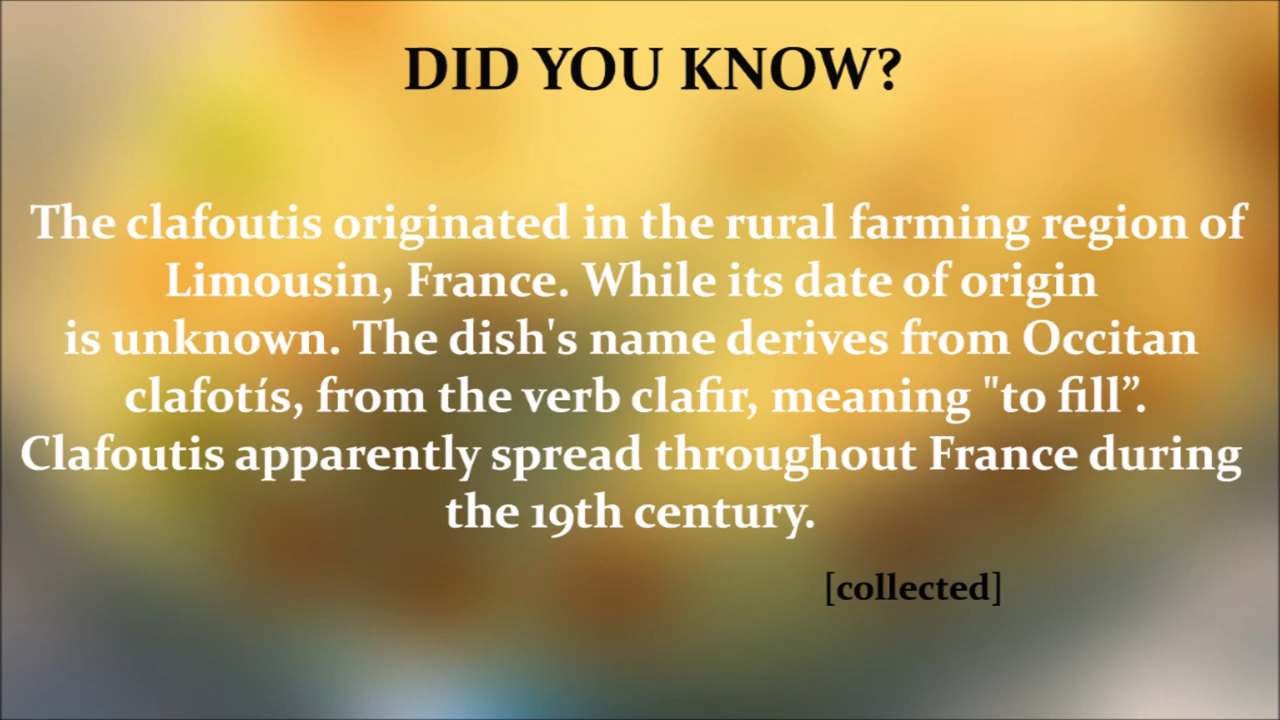 DID YOU KNOW?
The clafoutis originated in the rural farming region of
Limousin, France. While its date of origin
is unknown. The dish's name derives from Occitan
clafotís, from the verb clafir, meaning "to fill”.
Clafoutis apparently spread throughout France during
the 19th century.
[collected]